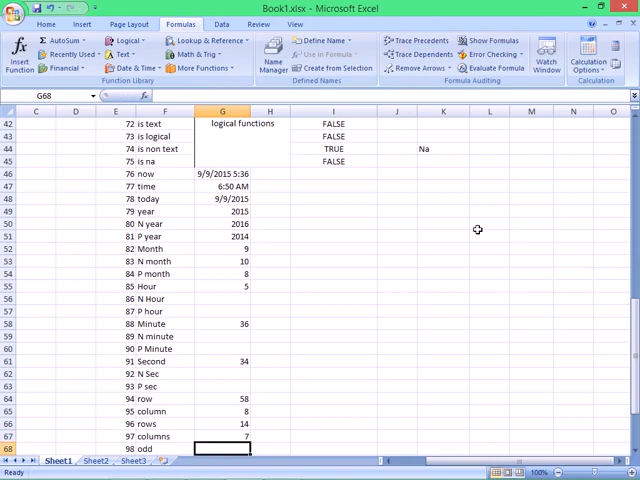 Book1.xlsx - Microsoft Excel
Home Insert Page Layout Formulas Data Review View
fx Insert Function
Σ AutoSum
Recently Used
Financial
Logical
Text
Date & Time
Lookup & Reference
Math & Trig
More Functions
Function Library
Name Manager
Define Name
Use in Formula
Create from Selection
Defined Names
Trace Precedents
Trace Dependents
Remove Arrows
Show Formulas
Error Checking
Evaluate Formula
Formula Auditing
Watch Window
Calculation Options
Calculation
G68 fx
C D E F G H I J K L M N O
42 72 is text logical functions FALSE
43 73 is logical FALSE
44 74 is non text TRUE Na
45 75 is na FALSE
46 76 now 9/9/2015 5:36
47 77 time 6:50 AM
48 78 today 9/9/2015
49 79 year 2015
50 80 N year 2016
51 81 P year 2014
52 82 Month 9
53 83 N month 10
54 84 P month 8
55 85 Hour 5
56 86 N Hour
57 87 P hour
58 88 Minute 36
59 89 N minute
60 90 P Minute
61 91 Second 34
62 92 N Sec
63 93 P sec
64 94 row 58
65 95 column 8
66 96 rows 14
67 97 columns 7
68 98 odd
Sheet1 Sheet2 Sheet3
Ready 100%